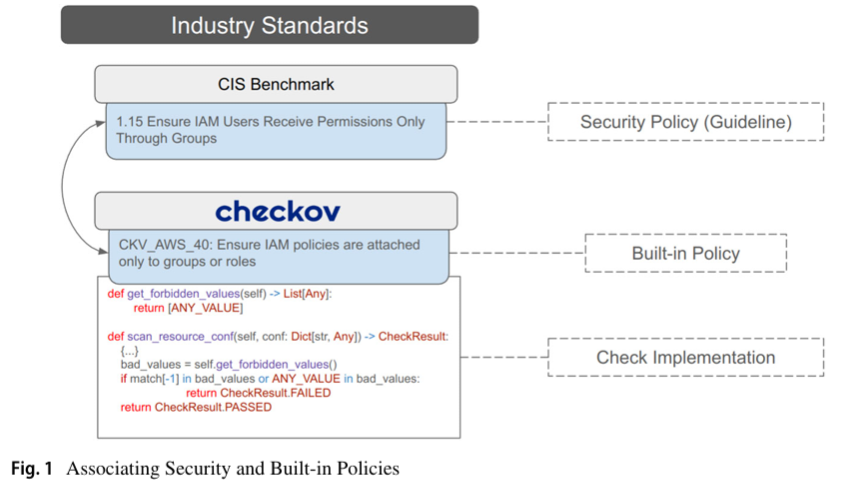 Industry Standards
CIS Benchmark
1.15 Ensure IAM Users Receive Permissions Only
Through Groups
Security Policy (Guideline)
checkov
CKV_AWS_40: Ensure IAM policies are attached
only to groups or roles
Built-in Policy
def get_forbidden_values(self) -> List[Any]:
return [ANY_VALUE]
def scan_resource_conf(self, conf: Dict[str, Any]) -> CheckResult:
{...}
bad_values = self.get_forbidden_values()
if match[-1] in bad_values or ANY_VALUE in bad_values:
return CheckResult.FAILED
return CheckResult.PASSED
Check Implementation
Fig. 1 Associating Security and Built-in Policies